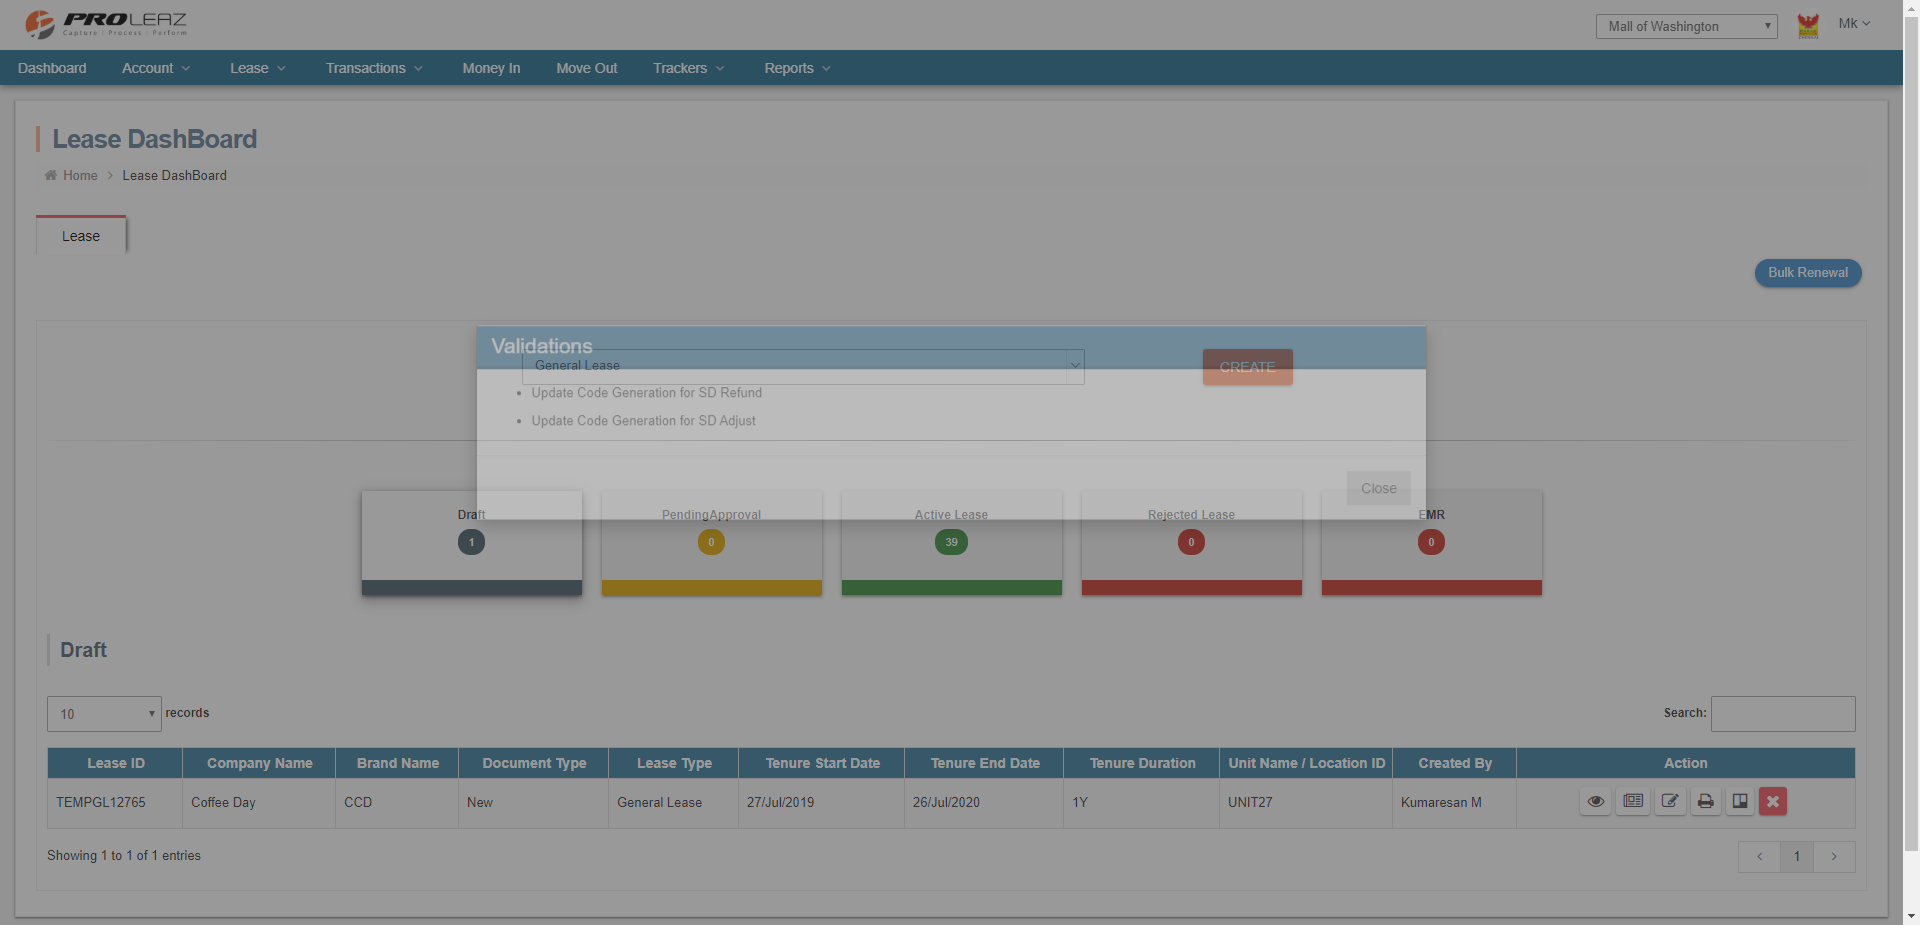 PROLEAZ
Capture | Process | Perform
Mall of Washington
Mk
Dashboard Account Lease Transactions Money In Move Out Trackers Reports
Lease DashBoard
Home > Lease DashBoard
Lease
Bulk Renewal
Validations
General Lease
CREATE
• Update Code Generation for SD Refund
• Update Code Generation for SD Adjust
Close
Draft PendingApproval Active Lease Rejected Lease EMR
1 0 39 0 0
Draft
10 records
Search:
Lease ID Company Name Brand Name Document Type Lease Type Tenure Start Date Tenure End Date Tenure Duration Unit Name / Location ID Created By Action
TEMPGL12765 Coffee Day CCD New General Lease 27/Jul/2019 26/Jul/2020 1Y UNIT27 Kumaresan M
Showing 1 to 1 of 1 entries
< 1 >